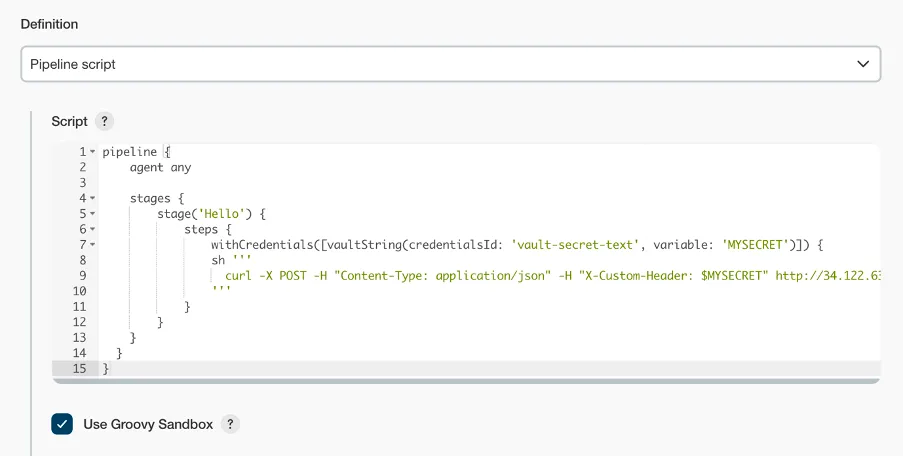 Definition
Pipeline script
Script ?
1 pipeline {
2     agent any
3
4     stages {
5         stage('Hello') {
6             steps {
7                 withCredentials([vaultString(credentialsId: 'vault-secret-text', variable: 'MYSECRET')]) {
8                 sh '''
9                   curl -X POST -H "Content-Type: application/json" -H "X-Custom-Header: $MYSECRET" http://34.122.63
10                 '''
11             }
12         }
13     }
14   }
15 }
Use Groovy Sandbox ?